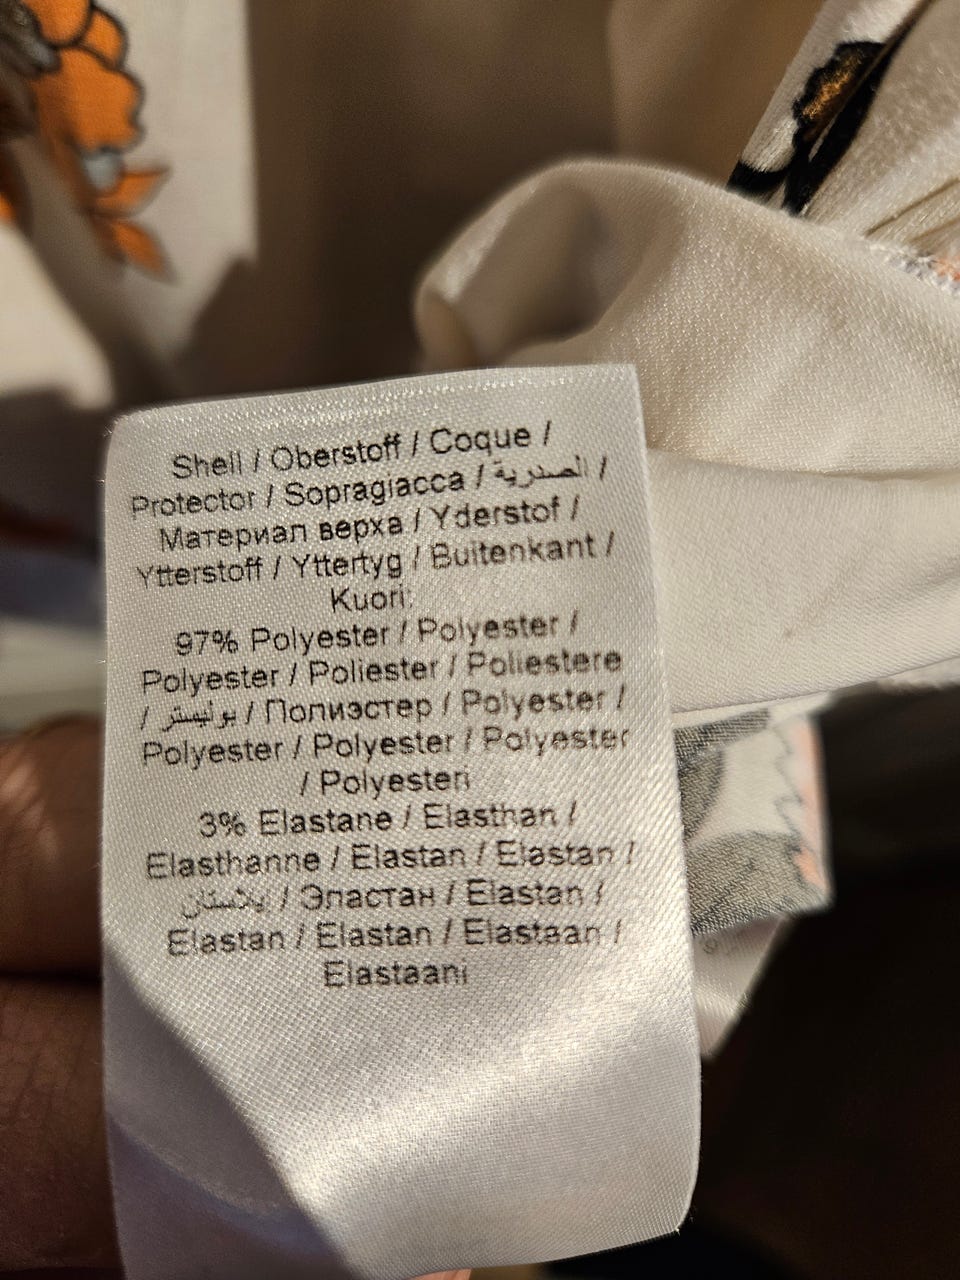 Shell / Oberstoff / Coque /
Protector / Sopragiacca / الصدرية /
Материал верха / Yderstof /
Ytterstoff / Yttertyg / Buitenkant /
Kuori:
97% Polyester / Polyester /
Polyester / Poliester / Poliestere
/ بوليستر / Полиэстер / Polyester /
Polyester / Polyester / Polyester
/ Polyesteri
3% Elastane / Elasthan /
Elasthanne / Elastan / Elastan /
يلاستان / Эластан / Elastan /
Elastan / Elastan / Elastaan /
Elastaani